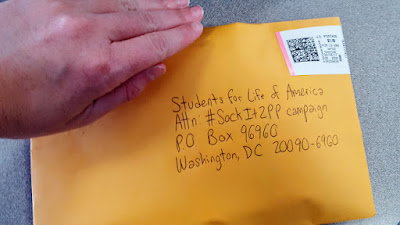 Students for Life of America
Attn: #SockIt2PP campaign
P.O. Box 96960
Washington, DC 20090-6960